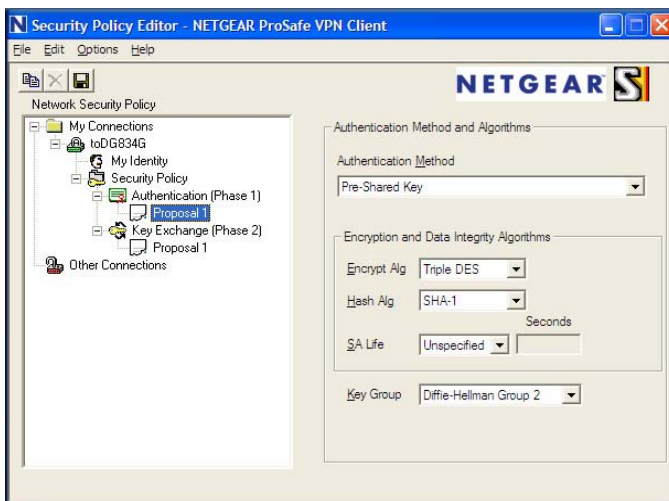 N Security Policy Editor - NETGEAR ProSafe VPN Client
File Edit Options Help
NETGEAR S
Network Security Policy
My Connections
toDG834G
My Identity
Security Policy
Authentication (Phase 1)
Proposal 1
Key Exchange (Phase 2)
Proposal 1
Other Connections
Authentication Method and Algorithms
Authentication Method
Pre-Shared Key
Encryption and Data Integrity Algorithms
Encrypt Alg Triple DES
Hash Alg SHA-1
Seconds
SA Life Unspecified
Key Group Diffie-Hellman Group 2